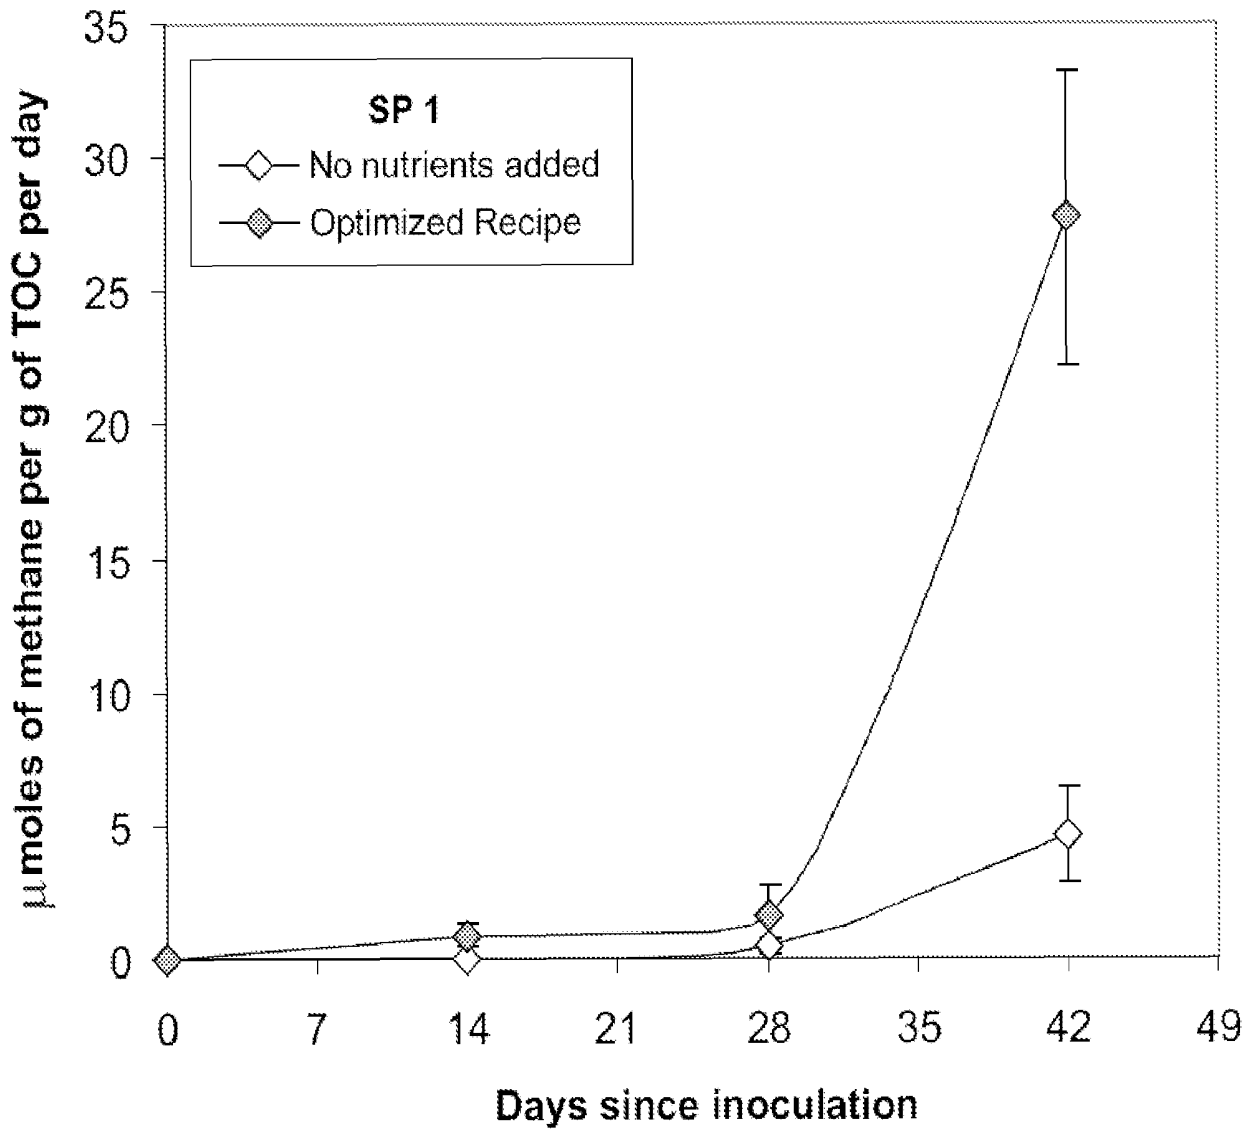 μmoles of methane per g of TOC per day
35
30
25
20
15
10
5
0
SP 1
No nutrients added
Optimized Recipe
0 7 14 21 28 35 42 49
Days since inoculation